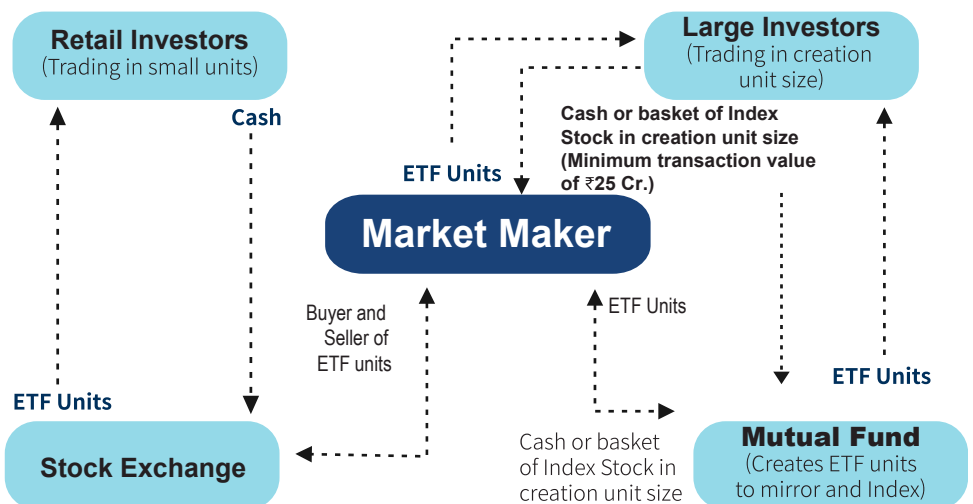 Retail Investors
(Trading in small units)
Large Investors
(Trading in creation
unit size)
Cash
Cash or basket of Index
Stock in creation unit size
(Minimum transaction value
of ₹25 Cr.)
ETF Units
Market Maker
Buyer and
Seller of
ETF units
ETF Units
ETF Units
ETF Units
Stock Exchange
Cash or basket
of Index Stock in
creation unit size
Mutual Fund
(Creates ETF units
to mirror and Index)